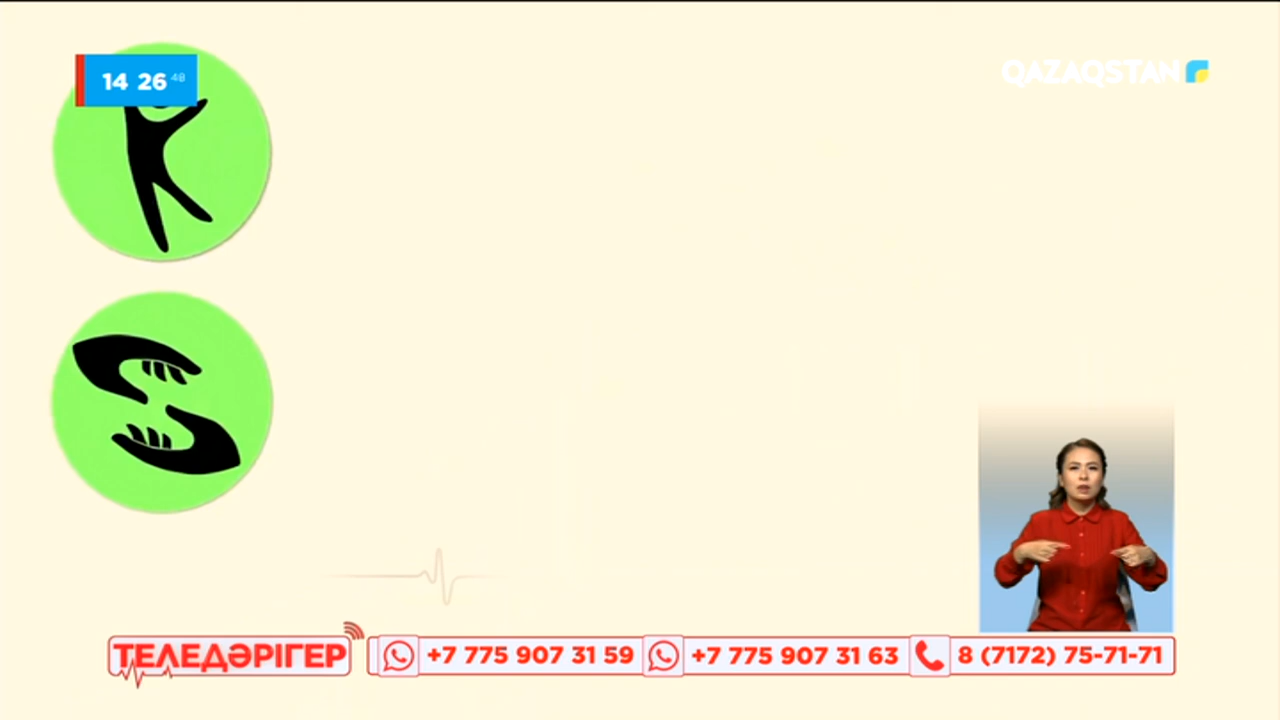 14 26 48
QAZAQSTAN
ТЕЛЕДӘРІГЕР
+7 775 907 31 59
+7 775 907 31 63
8 (7172) 75-71-71